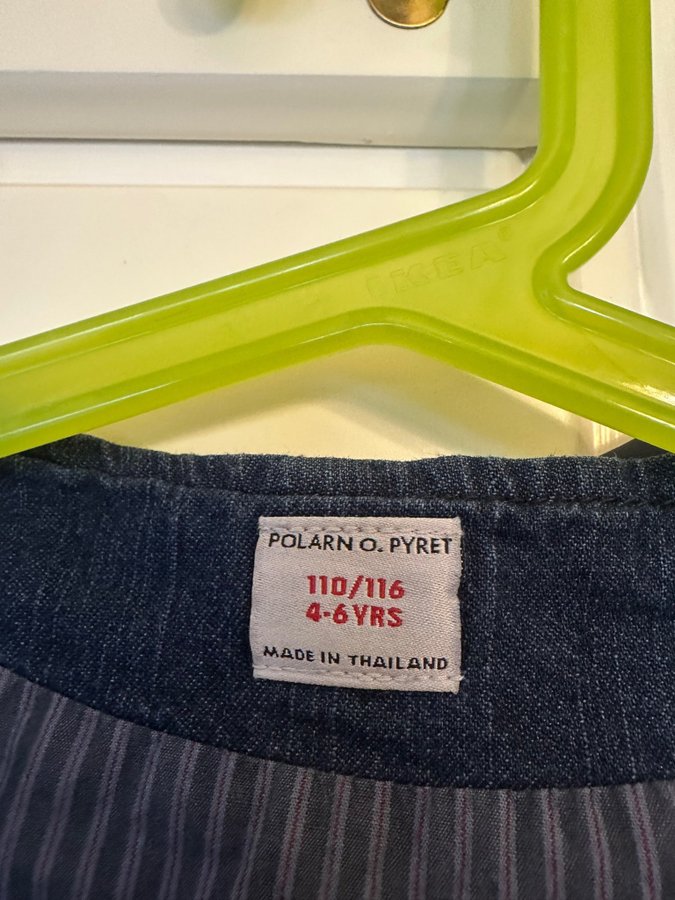 IKEA®
POLARN O. PYRET
110/116
4-6 YRS
MADE IN THAILAND